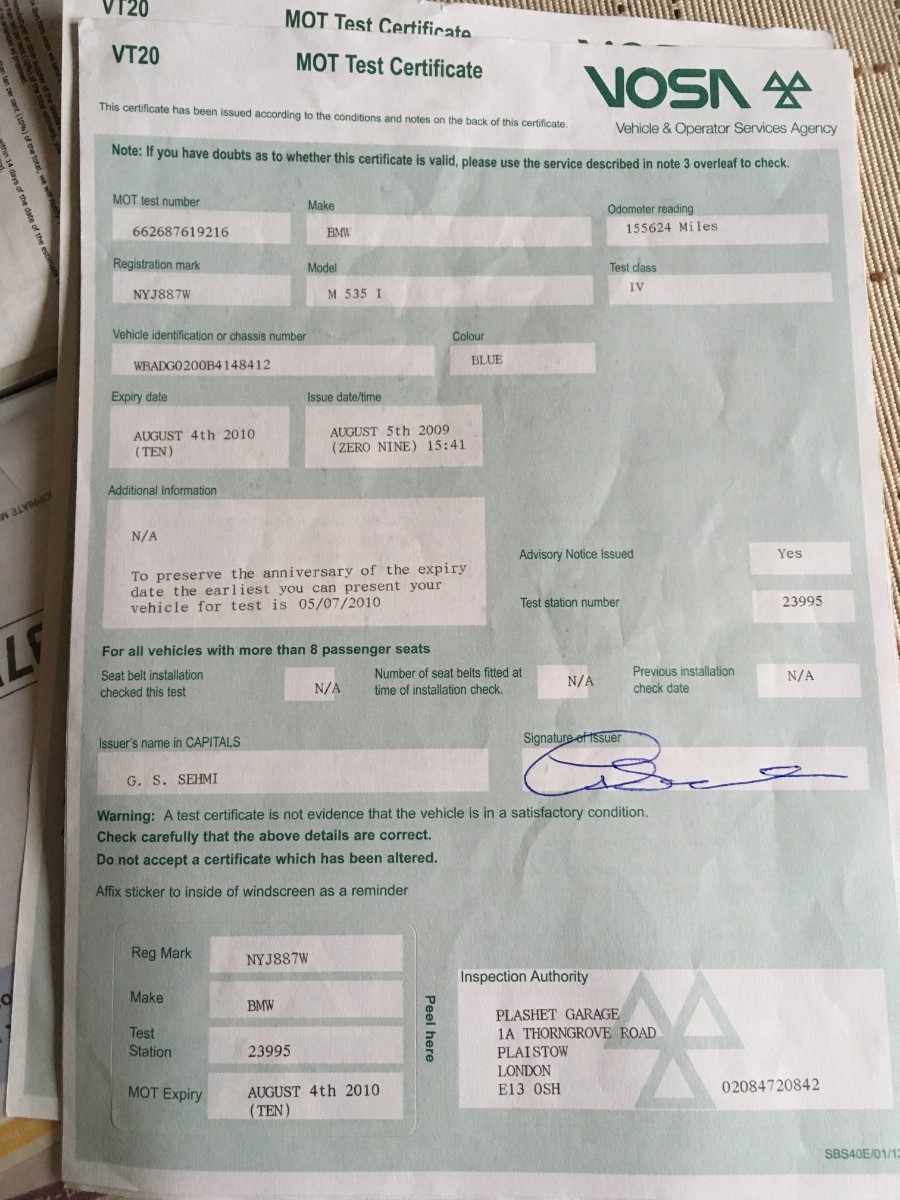 VT20
MOT Test Certificate
VT20
MOT Test Certificate
VOSA
This certificate has been issued according to the conditions and notes on the back of this certificate.
Vehicle & Operator Services Agency
Note: If you have doubts as to whether this certificate is valid, please use the service described in note 3 overleaf to check.
MOT test number
Make
Odometer reading
662687619216
BMW
155624 Miles
Registration mark
Model
Test class
NYJ887W
M 535 I
IV
Vehicle identification or chassis number
Colour
WBADG0200B4148412
BLUE
Expiry date
Issue date/time
AUGUST 4th 2010
(TEN)
AUGUST 5th 2009
(ZERO NINE) 15:41
Additional Information
N/A
To preserve the anniversary of the expiry
date the earliest you can present your
vehicle for test is 05/07/2010
Advisory Notice Issued
Yes
Test station number
23995
For all vehicles with more than 8 passenger seats
Seat belt installation
checked this test
N/A
Number of seat belts fitted at
time of installation check.
N/A
Previous installation
check date
N/A
Issuer's name in CAPITALS
Signature of Issuer
G. S. SEHMI
Warning: A test certificate is not evidence that the vehicle is in a satisfactory condition.
Check carefully that the above details are correct.
Do not accept a certificate which has been altered.
Affix sticker to inside of windscreen as a reminder
Reg Mark
NYJ887W
Make
BMW
Test
Station
23995
MOT Expiry
AUGUST 4th 2010
(TEN)
Peel here
Inspection Authority
PLASHET GARAGE
1A THORNGROVE ROAD
PLAISTOW
LONDON
E13 0SH
02084720842
SBS40E/01/12